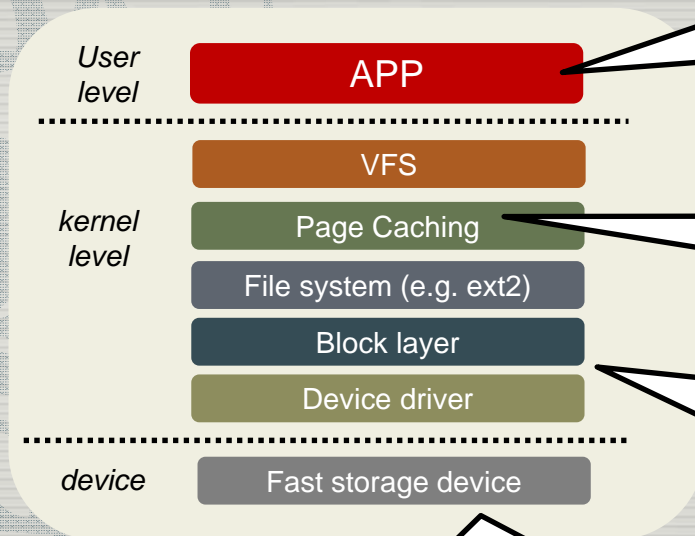 User
level
APP
VFS
kernel
level
Page Caching
File system (e.g. ext2)
Block layer
Device driver
device
Fast storage device